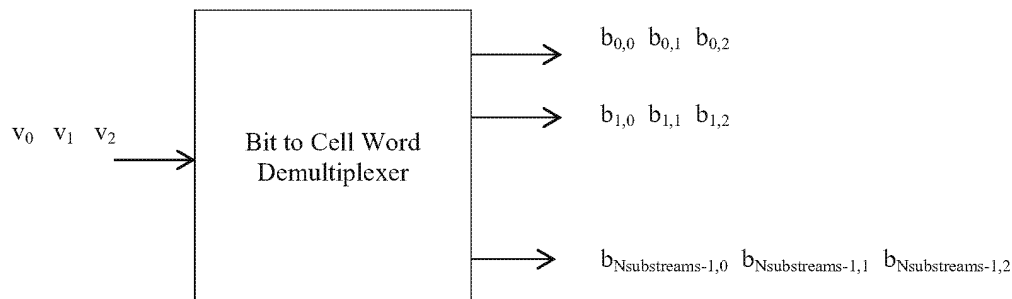 b0,0 b0,1 b0,2
b1,0 b1,1 b1,2
v0 v1 v2
Bit to Cell Word
Demultiplexer
bNsubstreams-1,0 bNsubstreams-1,1 bNsubstreams-1,2